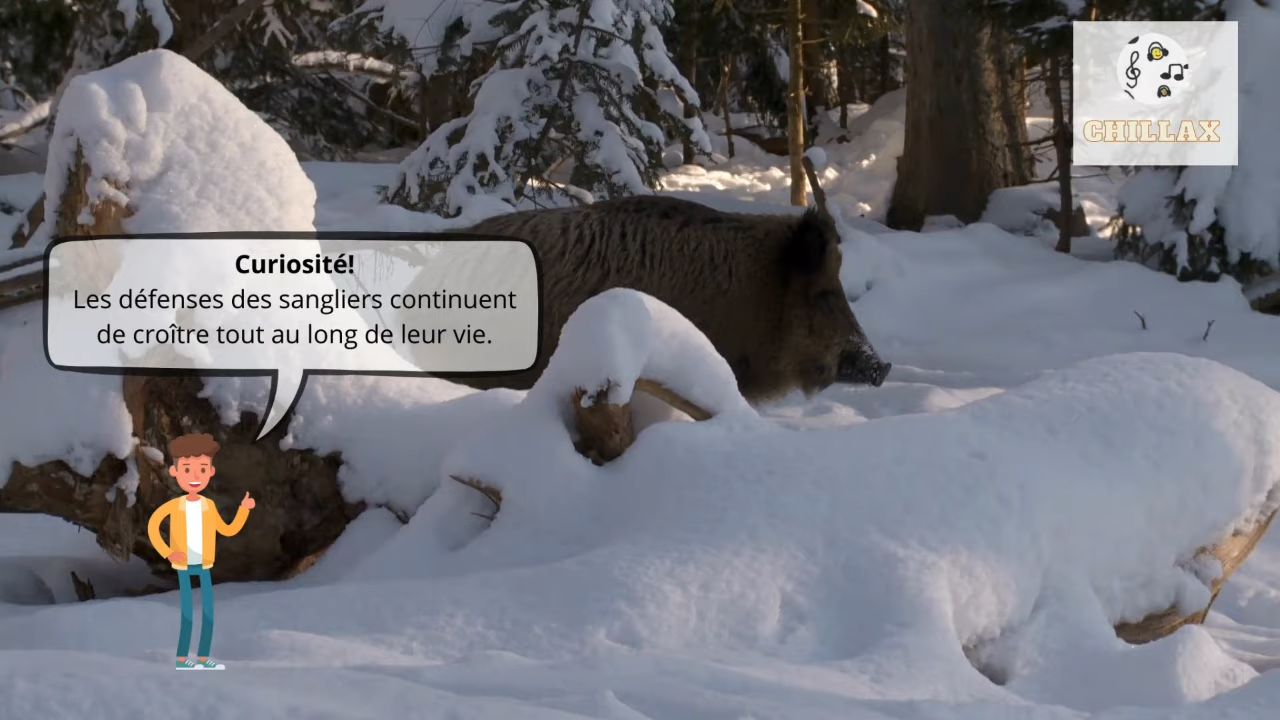 CHILLAX
Curiosité!
Les défenses des sangliers continuent
de croître tout au long de leur vie.